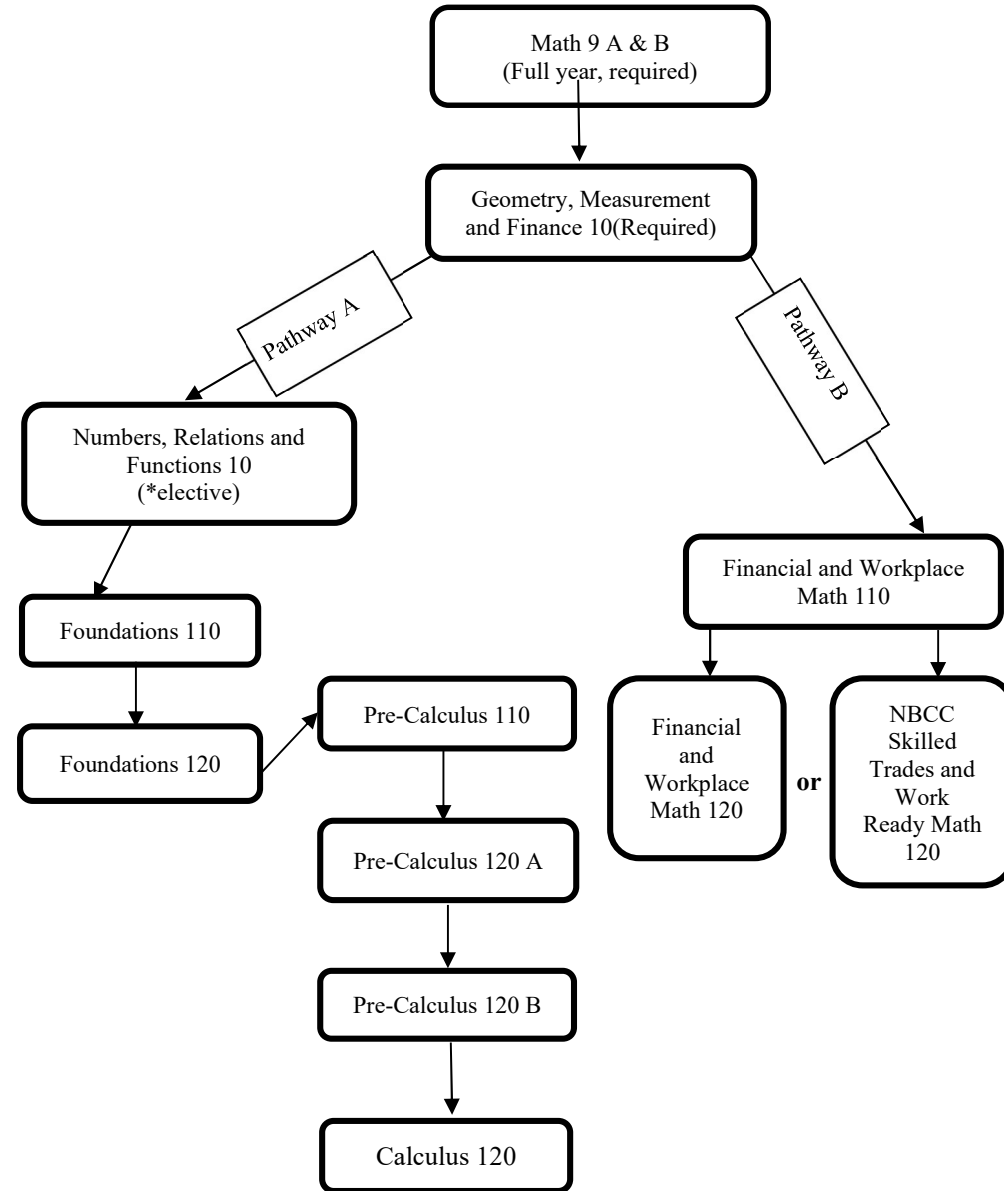 Math 9 A & B
(Full year, required)
Geometry, Measurement
and Finance 10(Required)
Pathway A
Pathway B
Numbers, Relations and
Functions 10
(*elective)
Financial and Workplace
Math 110
Foundations 110
Foundations 120
Pre-Calculus 110
Financial
and
Workplace
Math 120
or
NBCC
Skilled
Trades and
Work
Ready Math
120
Pre-Calculus 120 A
Pre-Calculus 120 B
Calculus 120